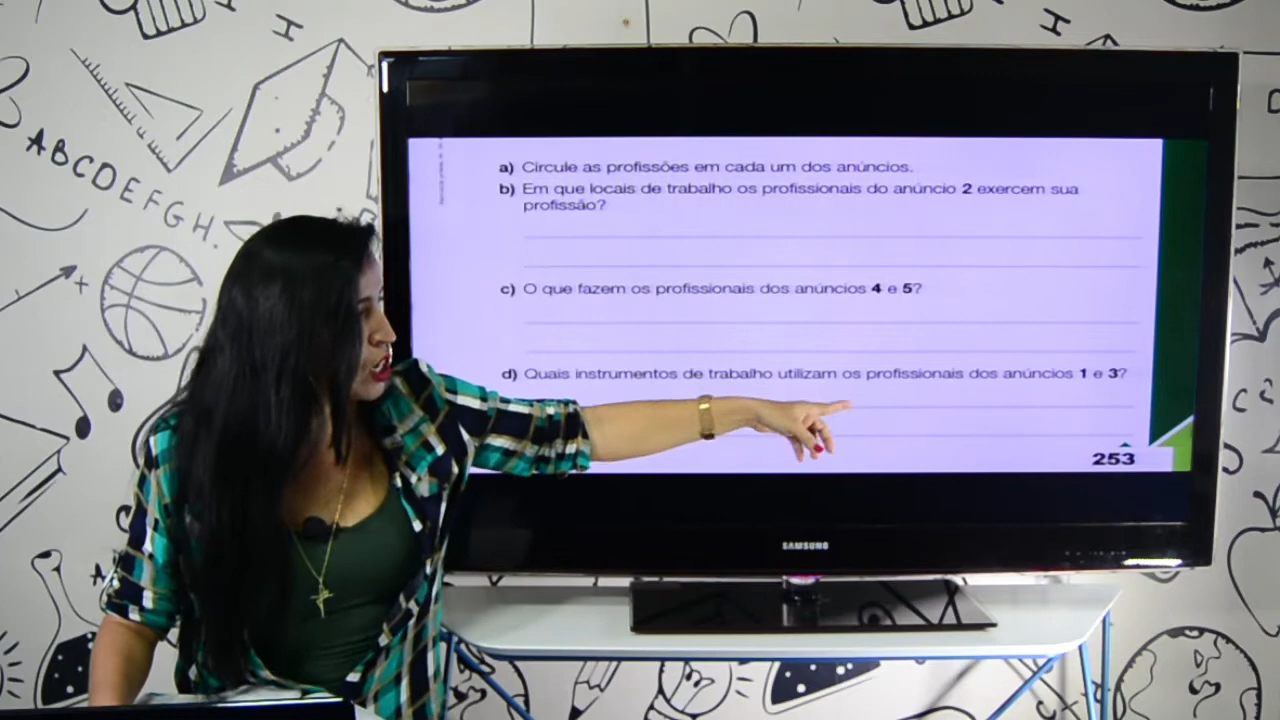 ABCDEFGH.
a) Circule as profissões em cada um dos anúncios.
b) Em que locais de trabalho os profissionais do anúncio 2 exercem sua
profissão?
c) O que fazem os profissionais dos anúncios 4 e 5?
d) Quais instrumentos de trabalho utilizam os profissionais dos anúncios 1 e 3?
253
SAMSUNG